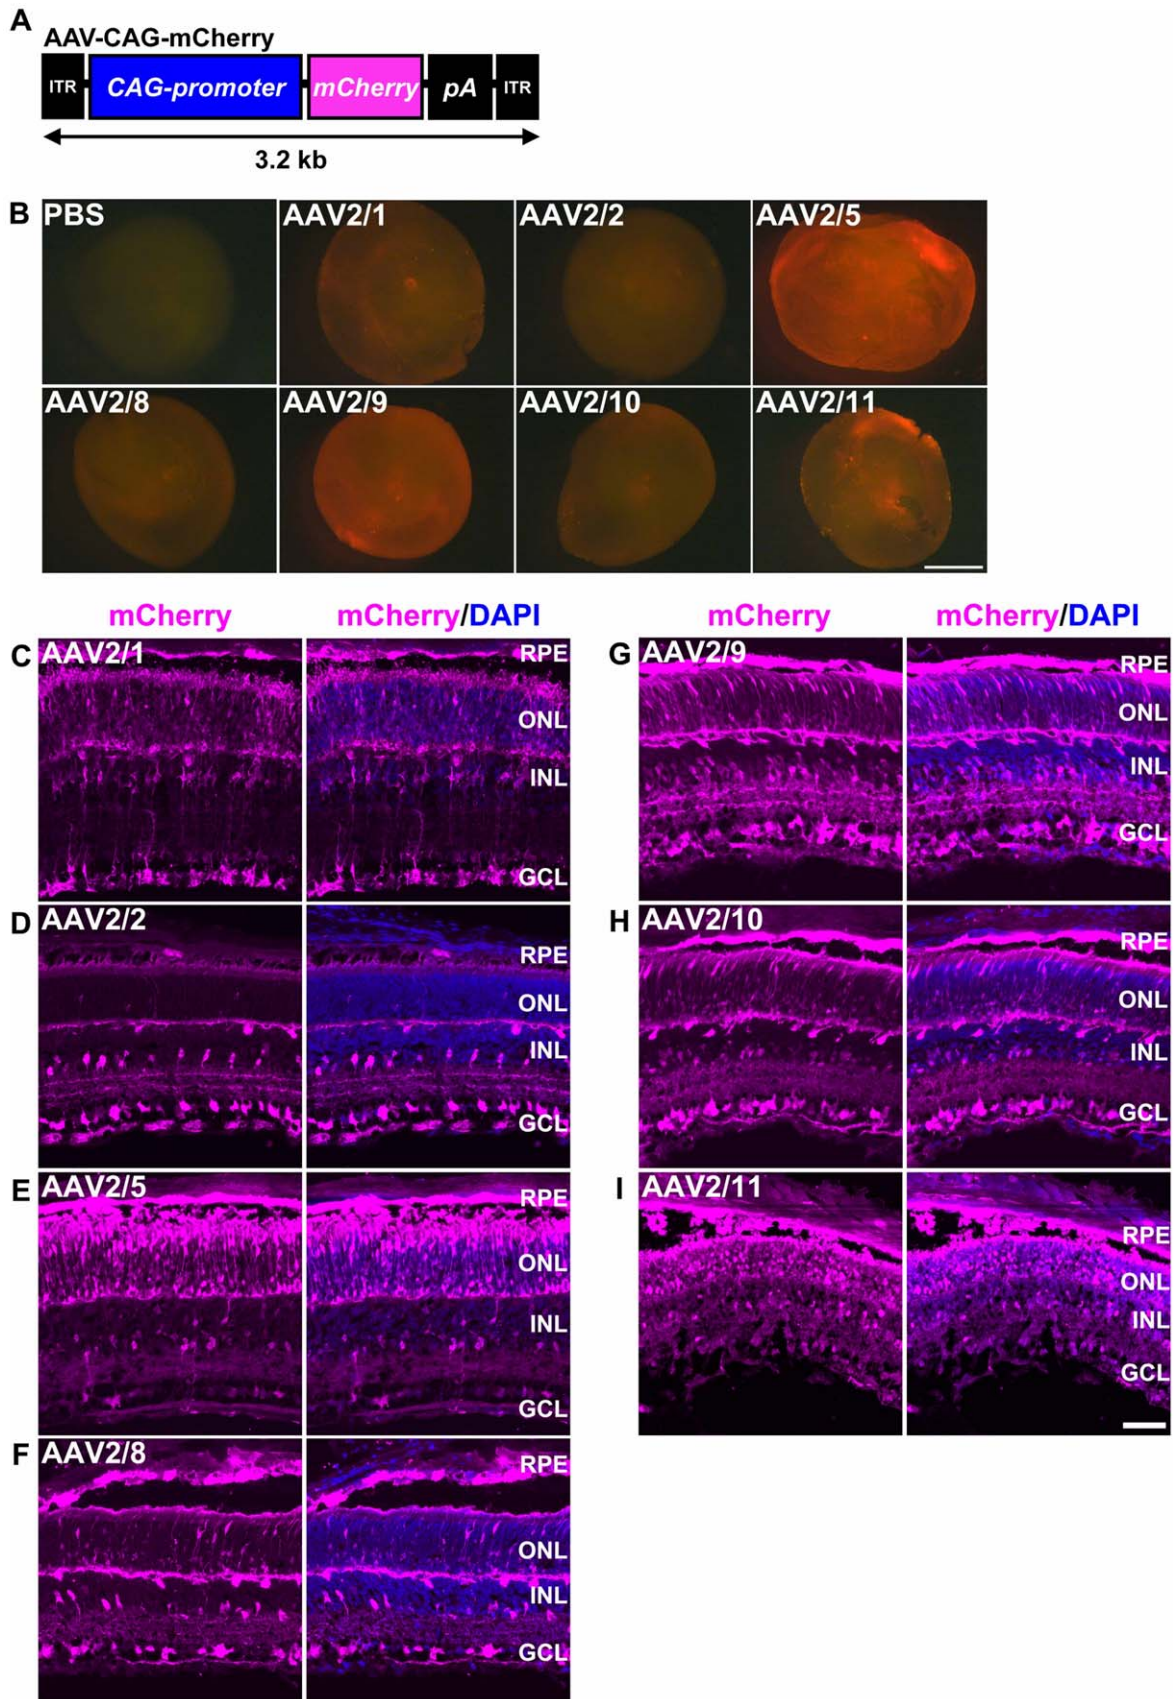 A
AAV-CAG-mCherry
ITR CAG-promoter mCherry pA ITR
3.2 kb
B
PBS AAV2/1 AAV2/2 AAV2/5
AAV2/8 AAV2/9 AAV2/10 AAV2/11
mCherry mCherry/DAPI
C AAV2/1
RPE
ONL
INL
GCL
D AAV2/2
RPE
ONL
INL
GCL
E AAV2/5
RPE
ONL
INL
GCL
F AAV2/8
RPE
ONL
INL
GCL
mCherry mCherry/DAPI
G AAV2/9
RPE
ONL
INL
GCL
H AAV2/10
RPE
ONL
INL
GCL
I AAV2/11
RPE
ONL
INL
GCL